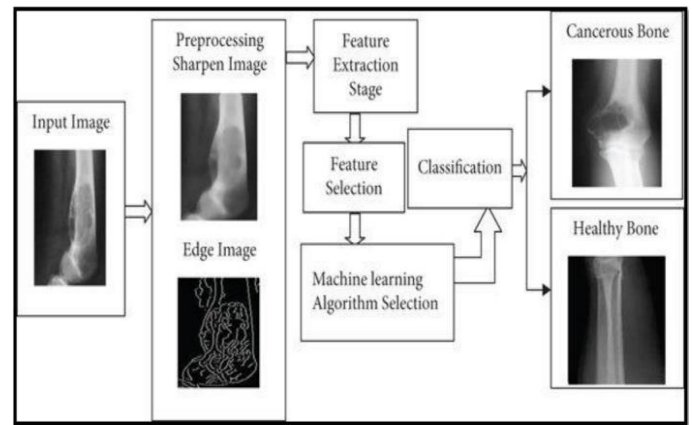 Input Image
Preprocessing
Sharpen Image
Edge Image
Feature
Extraction
Stage
Feature
Selection
Machine learning
Algorithm Selection
Classification
Cancerous Bone
Healthy Bone